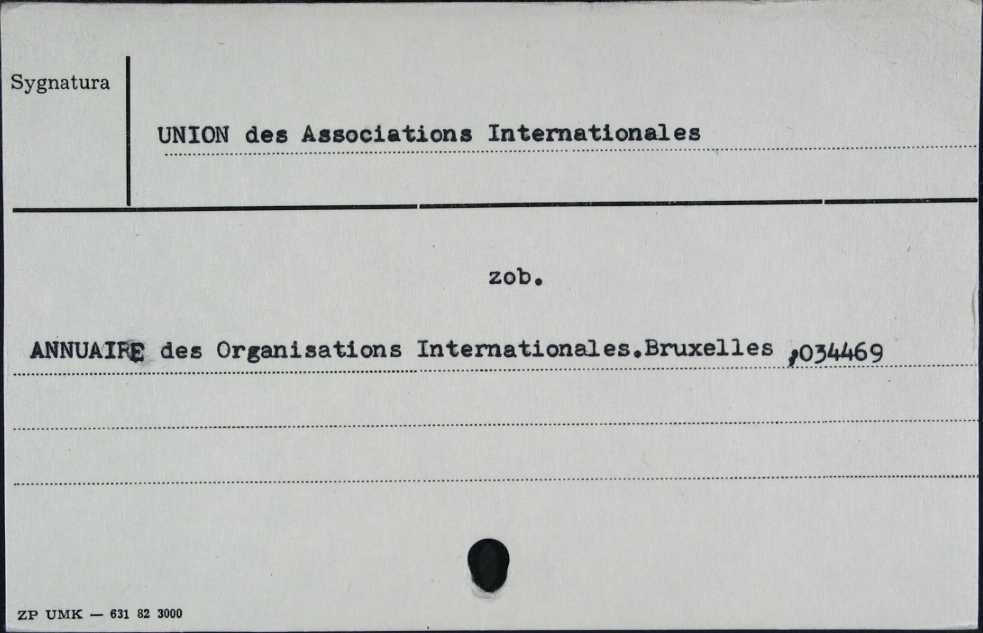 Sygnatura
UNION des Associations Internationales
zob.
ANNUAIRE des Organisations Internationales.Bruxelles ,034469
ZP UMK — 631 82 3000